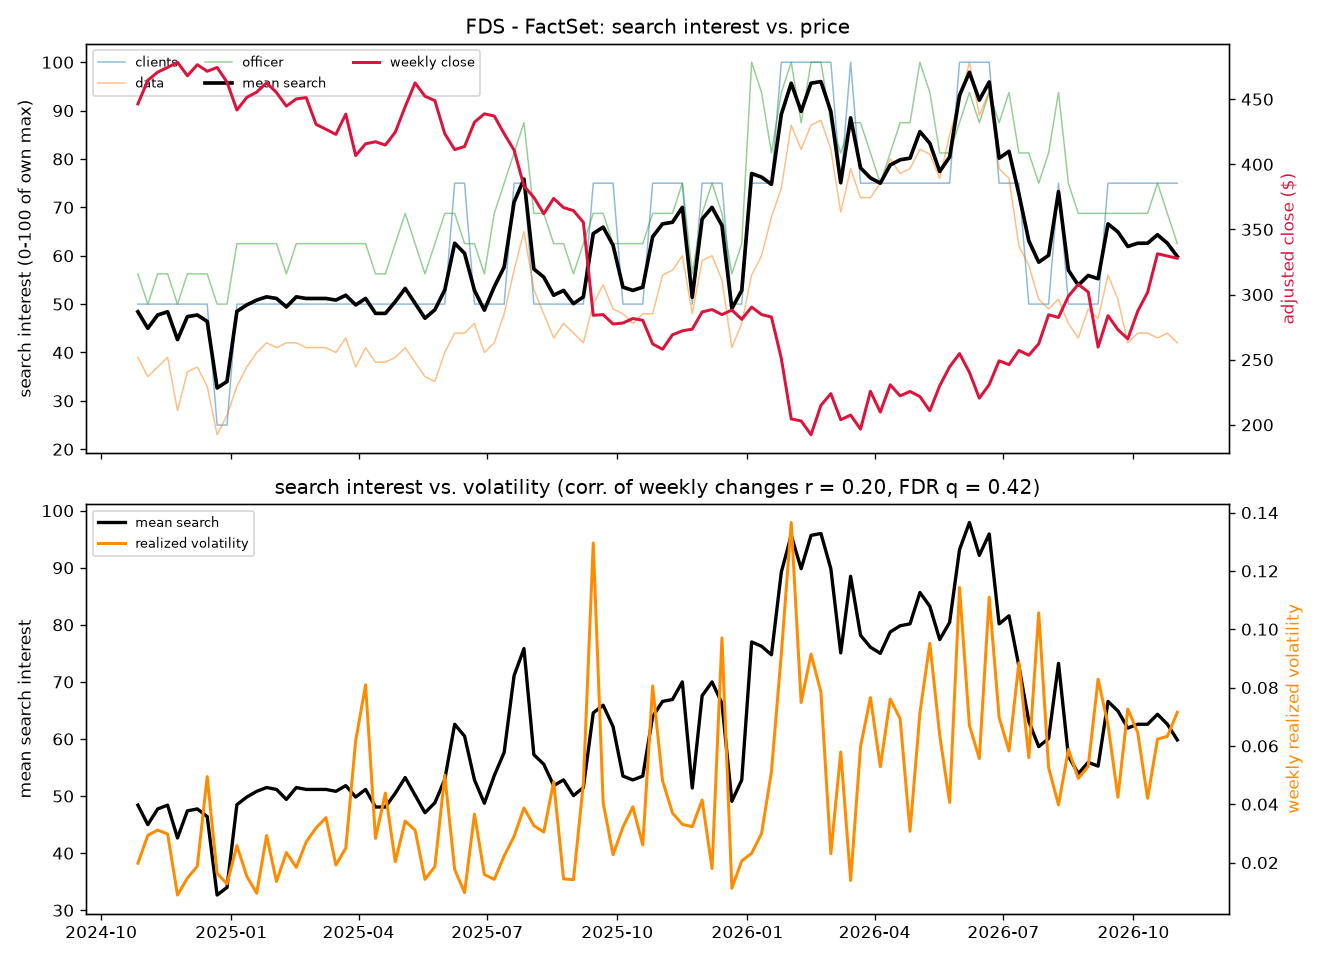 FDS - FactSet: search interest vs. price
clients
data
officer
mean search
weekly close
search interest (0-100 of own max)
100
90
80
70
60
50
40
30
20
adjusted close ($)
450
400
350
300
250
200
search interest vs. volatility (corr. of weekly changes r = 0.20, FDR q = 0.42)
mean search
realized volatility
mean search interest
100
90
80
70
60
50
40
30
weekly realized volatility
0.14
0.12
0.10
0.08
0.06
0.04
0.02
2024-10 2025-01 2025-04 2025-07 2025-10 2026-01 2026-04 2026-07 2026-10